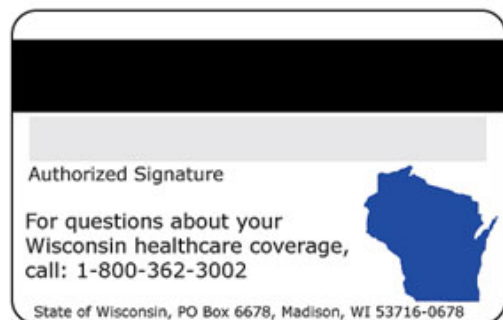 Authorized Signature
For questions about your
Wisconsin healthcare coverage,
call: 1-800-362-3002
State of Wisconsin, PO Box 6678, Madison, WI 53716-0678